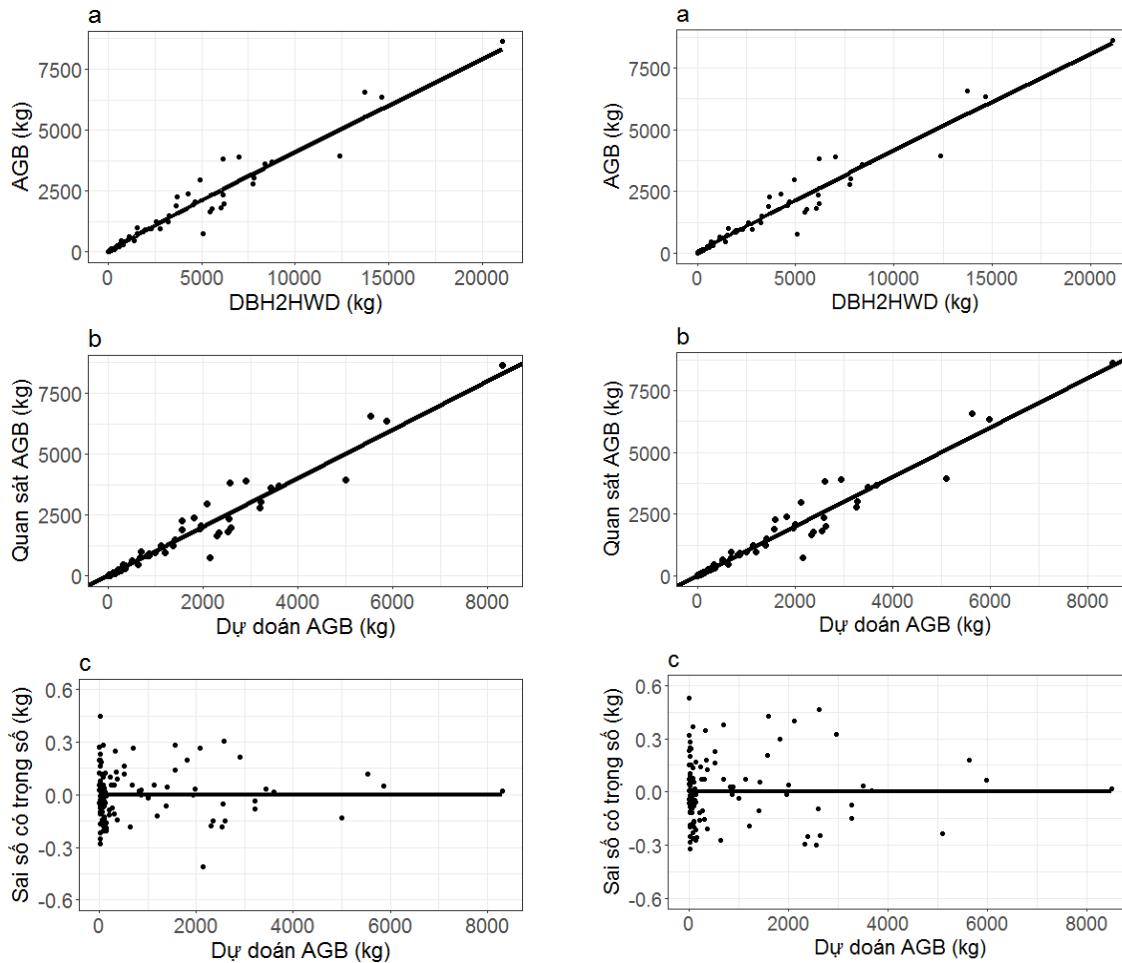 a
AGB (kg)
7500
5000
2500
0
0 5000 10000 15000 20000
DBH2HWD (kg)
a
AGB (kg)
7500
5000
2500
0
0 5000 10000 15000 20000
DBH2HWD (kg)
b
Quan sát AGB (kg)
7500
5000
2500
0
0 2000 4000 6000 8000
Dự doán AGB (kg)
b
Quan sát AGB (kg)
7500
5000
2500
0
0 2000 4000 6000 8000
Dự doán AGB (kg)
c
Sai số có trọng số (kg)
0.6
0.3
0.0
-0.3
-0.6
0 2000 4000 6000 8000
Dự doán AGB (kg)
c
Sai số có trọng số (kg)
0.6
0.3
0.0
-0.3
-0.6
0 2000 4000 6000 8000
Dự doán AGB (kg)